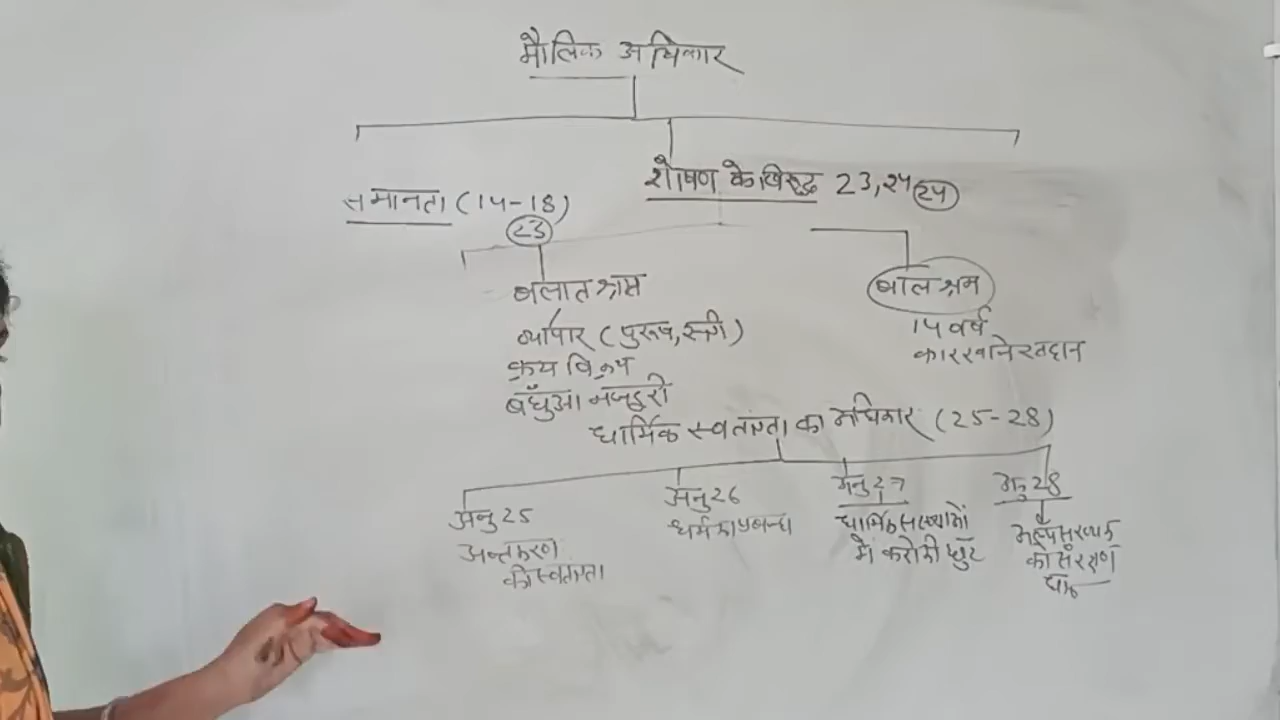 मौलिक अधिकार
शोषण के विरूद्ध 23, 24 (24)
समानता (14-18)
23
बलात श्रम
बाल श्रम
व्यापार (पुरूष, स्त्री)
14 वर्ष
क्रय विक्रय
कारखाने खदान
बँधुआ मजदूरी
धार्मिक स्वतंत्रता का अधिकार (25-28)
अनु 25
अनु 26
अनु 27
अनु 28
अन्तकरण
की स्वतंत्रता
धर्म का प्रबन्ध
धार्मिक संस्थाओं
में करो की छुट
अल्पसंख्यक
को संरक्षण